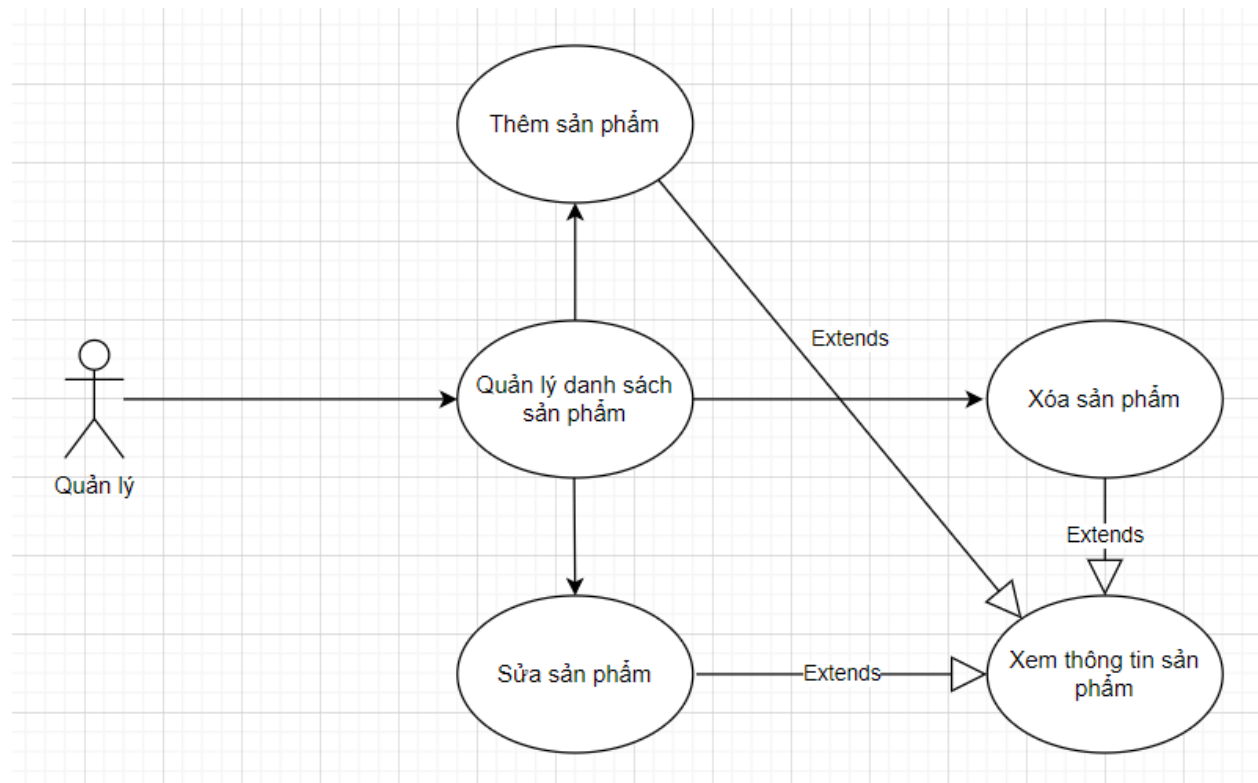 Thêm sản phẩm
Extends
Quản lý danh sách
sản phẩm
Xóa sản phẩm
Quản lý
Extends
Sửa sản phẩm
Extends
Xem thông tin sản
phẩm